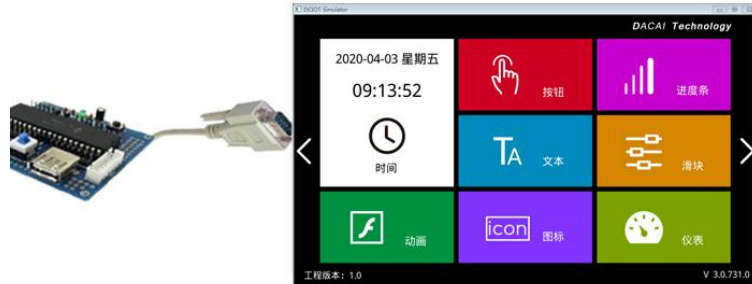 DCIOT Simulator
DACAI Technology
2020-04-03 星期五
09:13:52
时间
按钮
进度条
TA 文本
滑块
动画
icon 图标
仪表
工程版本：1.0
V 3.0.731.0